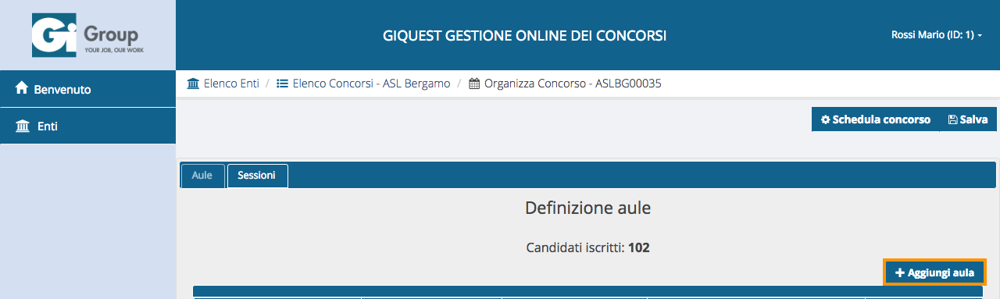 Gi Group
YOUR JOB, OUR WORK
GIQUEST GESTIONE ONLINE DEI CONCORSI
Rossi Mario (ID: 1)
Benvenuto
Enti
Elenco Enti / Elenco Concorsi - ASL Bergamo / Organizza Concorso - ASLBG00035
Schedula concorso Salva
Aule Sessioni
Definizione aule
Candidati iscritti: 102
+ Aggiungi aula